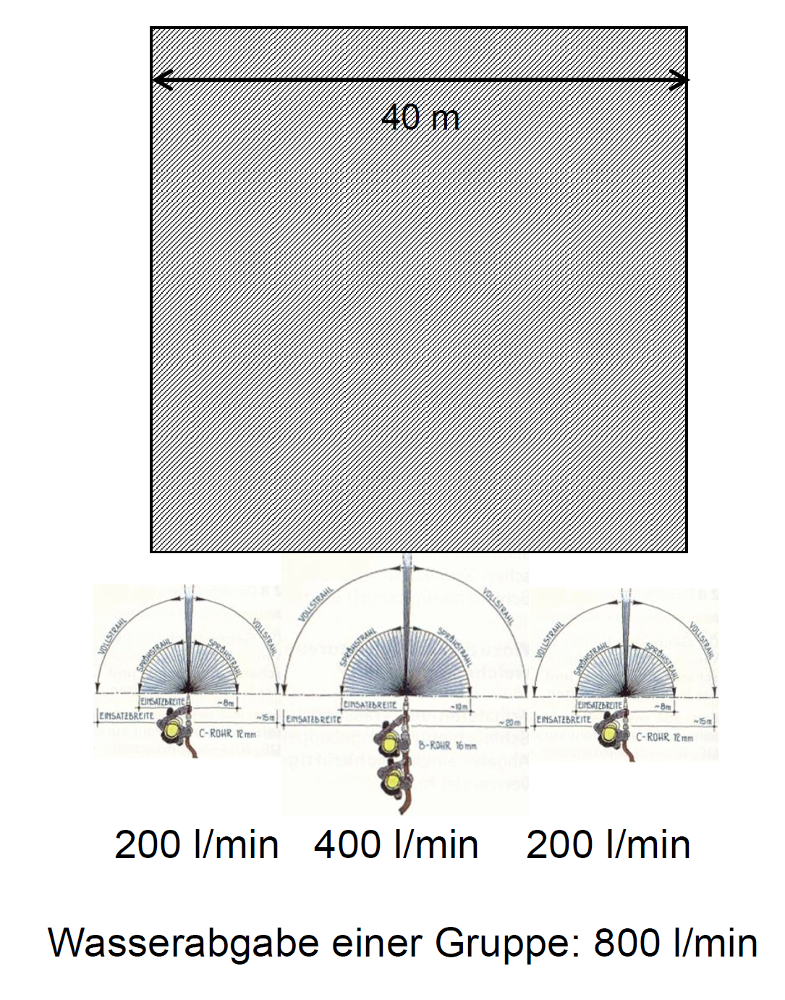 40 m
VOLLSTRAHL
VOLLSTRAHL
SPRÜHSTRAHL
SPRÜHSTRAHL
EINSATZBREITE ~8m
EINSATZBREITE ~15m
C-ROHR 12mm
VOLLSTRAHL
VOLLSTRAHL
SPRÜHSTRAHL
SPRÜHSTRAHL
EINSATZBREITE ~10m
EINSATZBREITE ~20m
B-ROHR 16mm
VOLLSTRAHL
VOLLSTRAHL
SPRÜHSTRAHL
SPRÜHSTRAHL
EINSATZBREITE ~8m
EINSATZBREITE ~15m
C-ROHR 12mm
200 l/min 400 l/min 200 l/min
Wasserabgabe einer Gruppe: 800 l/min